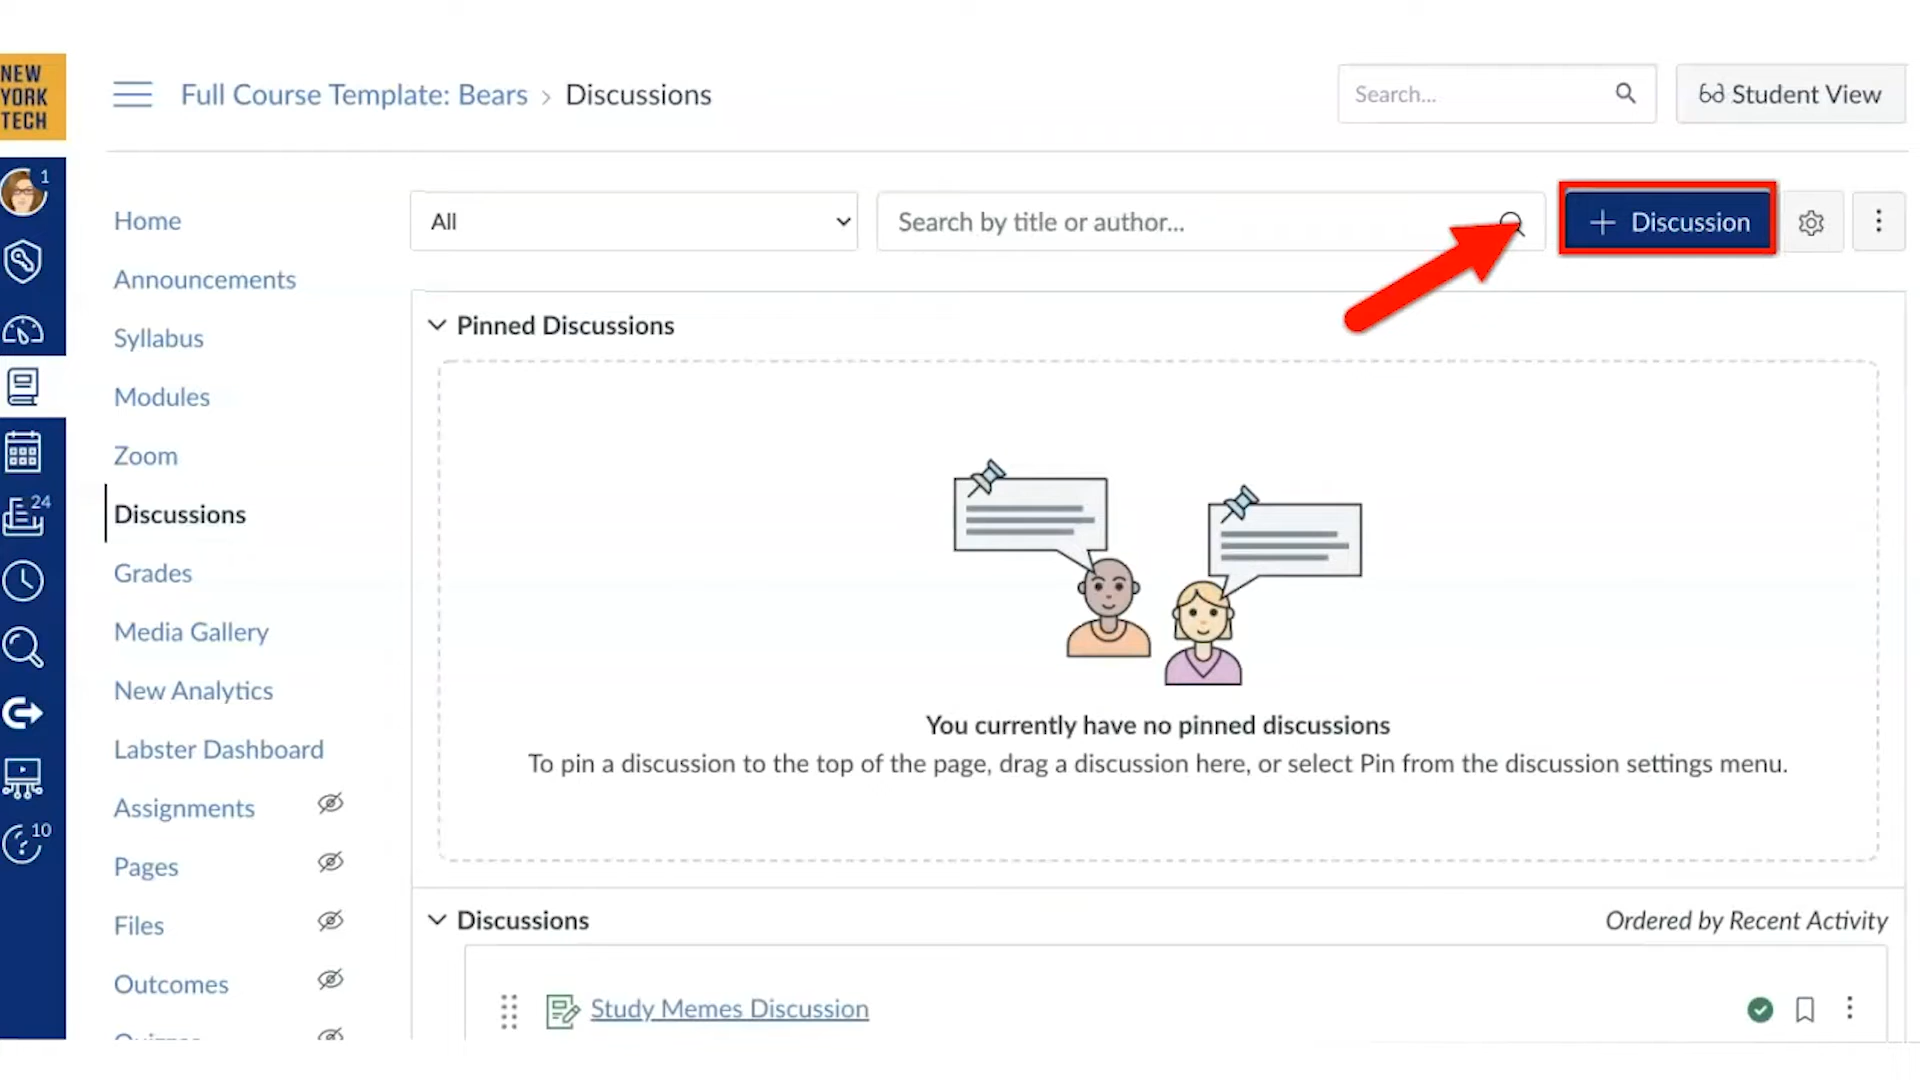 NEW
YORK
TECH
Full Course Template: Bears > Discussions
Search...
Student View
1
24
10
Home
Announcements
Syllabus
Modules
Zoom
Discussions
Grades
Media Gallery
New Analytics
Labster Dashboard
Assignments
Pages
Files
Outcomes
All
Search by title or author...
+ Discussion
Pinned Discussions
You currently have no pinned discussions
To pin a discussion to the top of the page, drag a discussion here, or select Pin from the discussion settings menu.
Discussions
Ordered by Recent Activity
Study Memes Discussion